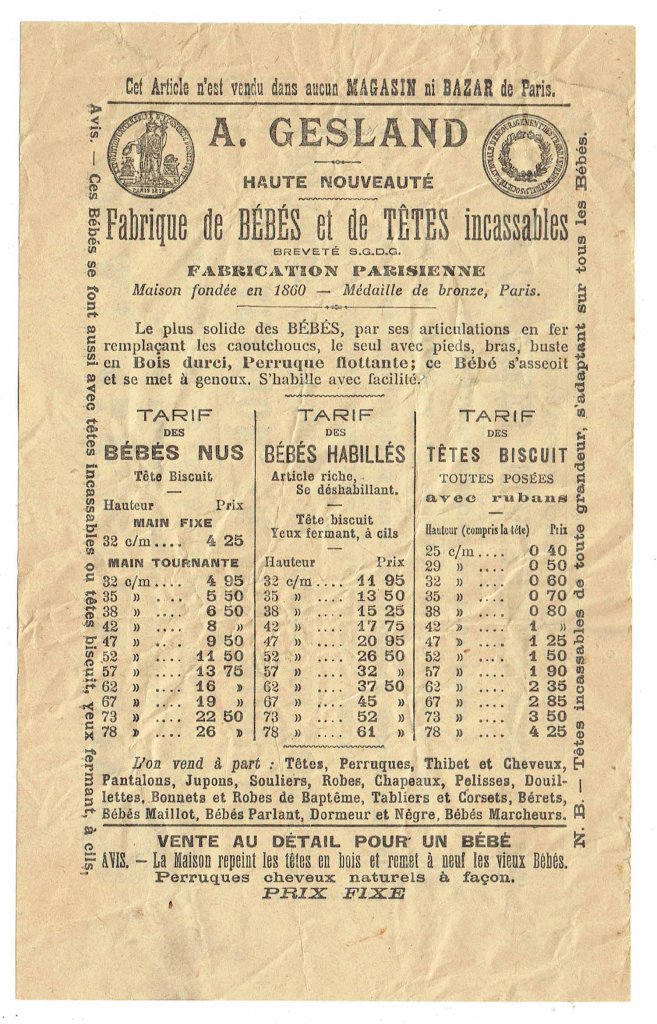 Cet Article n'est vendu dans aucun MAGASIN ni BAZAR de Paris.
A. GESLAND
PARIS 1878
HAUTE NOUVEAUTÉ
Fabrique de BÉBÉS et de TÊTES incassables
BREVETÉ S.G.D.G.
FABRICATION PARISIENNE
Maison fondée en 1860 — Médaille de bronze, Paris.
Le plus solide des BÉBÉS, par ses articulations en fer
remplaçant les caoutchoucs, le seul avec pieds, bras, buste
en Bois durci, Perruque flottante; ce Bébé s'asseoit
et se met à genoux. S'habille avec facilité.
TARIF
DES
BÉBÉS NUS
Tête Biscuit
Hauteur Prix
MAIN FIXE
32 c/m.... 4 25
MAIN TOURNANTE
32 c/m.... 4 95
35 » .... 5 50
38 » .... 6 50
42 » .... 8 »
47 » .... 9 50
52 » .... 11 50
57 » .... 13 75
62 » .... 16 »
67 » .... 19 »
73 » .... 22 50
78 » .... 26 »
TARIF
DES
BÉBÉS HABILLÉS
Article riche,
Se déshabillant.
Tête biscuit
Yeux fermant, à cils
Hauteur Prix
32 c/m.... 11 95
35 » .... 13 50
38 » .... 15 25
42 » .... 17 75
47 » .... 20 95
52 » .... 26 50
57 » .... 32 »
62 » .... 37 50
67 » .... 45 »
73 » .... 52 »
78 » .... 61 »
TARIF
DES
TÊTES BISCUIT
TOUTES POSÉES
avec rubans
Hauteur (compris la tête) Prix
25 c/m.... 0 40
29 » .... 0 50
32 » .... 0 60
35 » .... 0 70
38 » .... 0 80
42 » .... 1 »
47 » .... 1 25
52 » .... 1 50
57 » .... 1 90
62 » .... 2 35
67 » .... 2 85
73 » .... 3 50
78 » .... 4 25
L'on vend à part : Têtes, Perruques, Thibet et Cheveux,
Pantalons, Jupons, Souliers, Robes, Chapeaux, Pelisses, Douil-
lettes, Bonnets et Robes de Baptême, Tabliers et Corsets, Bérets,
Bébés Maillot, Bébés Parlant, Dormeur et Nègre, Bébés Marcheurs.
VENTE AU DÉTAIL POUR UN BÉBÉ
AVIS. — La Maison repeint les têtes en bois et remet à neuf les vieux Bébés.
Perruques cheveux naturels à façon.
PRIX FIXE
Avis. — Ces Bébés se font aussi avec têtes incassables ou têtes biscuit, yeux fermant, à cils,
N. B. — Têtes incassables de toute grandeur, s'adaptant sur tous les Bébés.